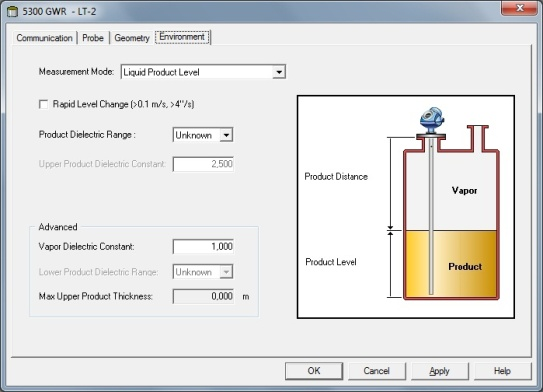 5300 GWR - LT-2
Communication Probe Geometry Environment
Measurement Mode: Liquid Product Level
Rapid Level Change (>0.1 m/s, >4"/s)
Product Dielectric Range : Unknown
Upper Product Dielectric Constant: 2,500
Advanced
Vapor Dielectric Constant: 1,000
Lower Product Dielectric Range: Unknown
Max Upper Product Thickness: 0,000 m
Product Distance
Vapor
Product Level
Product
OK Cancel Apply Help